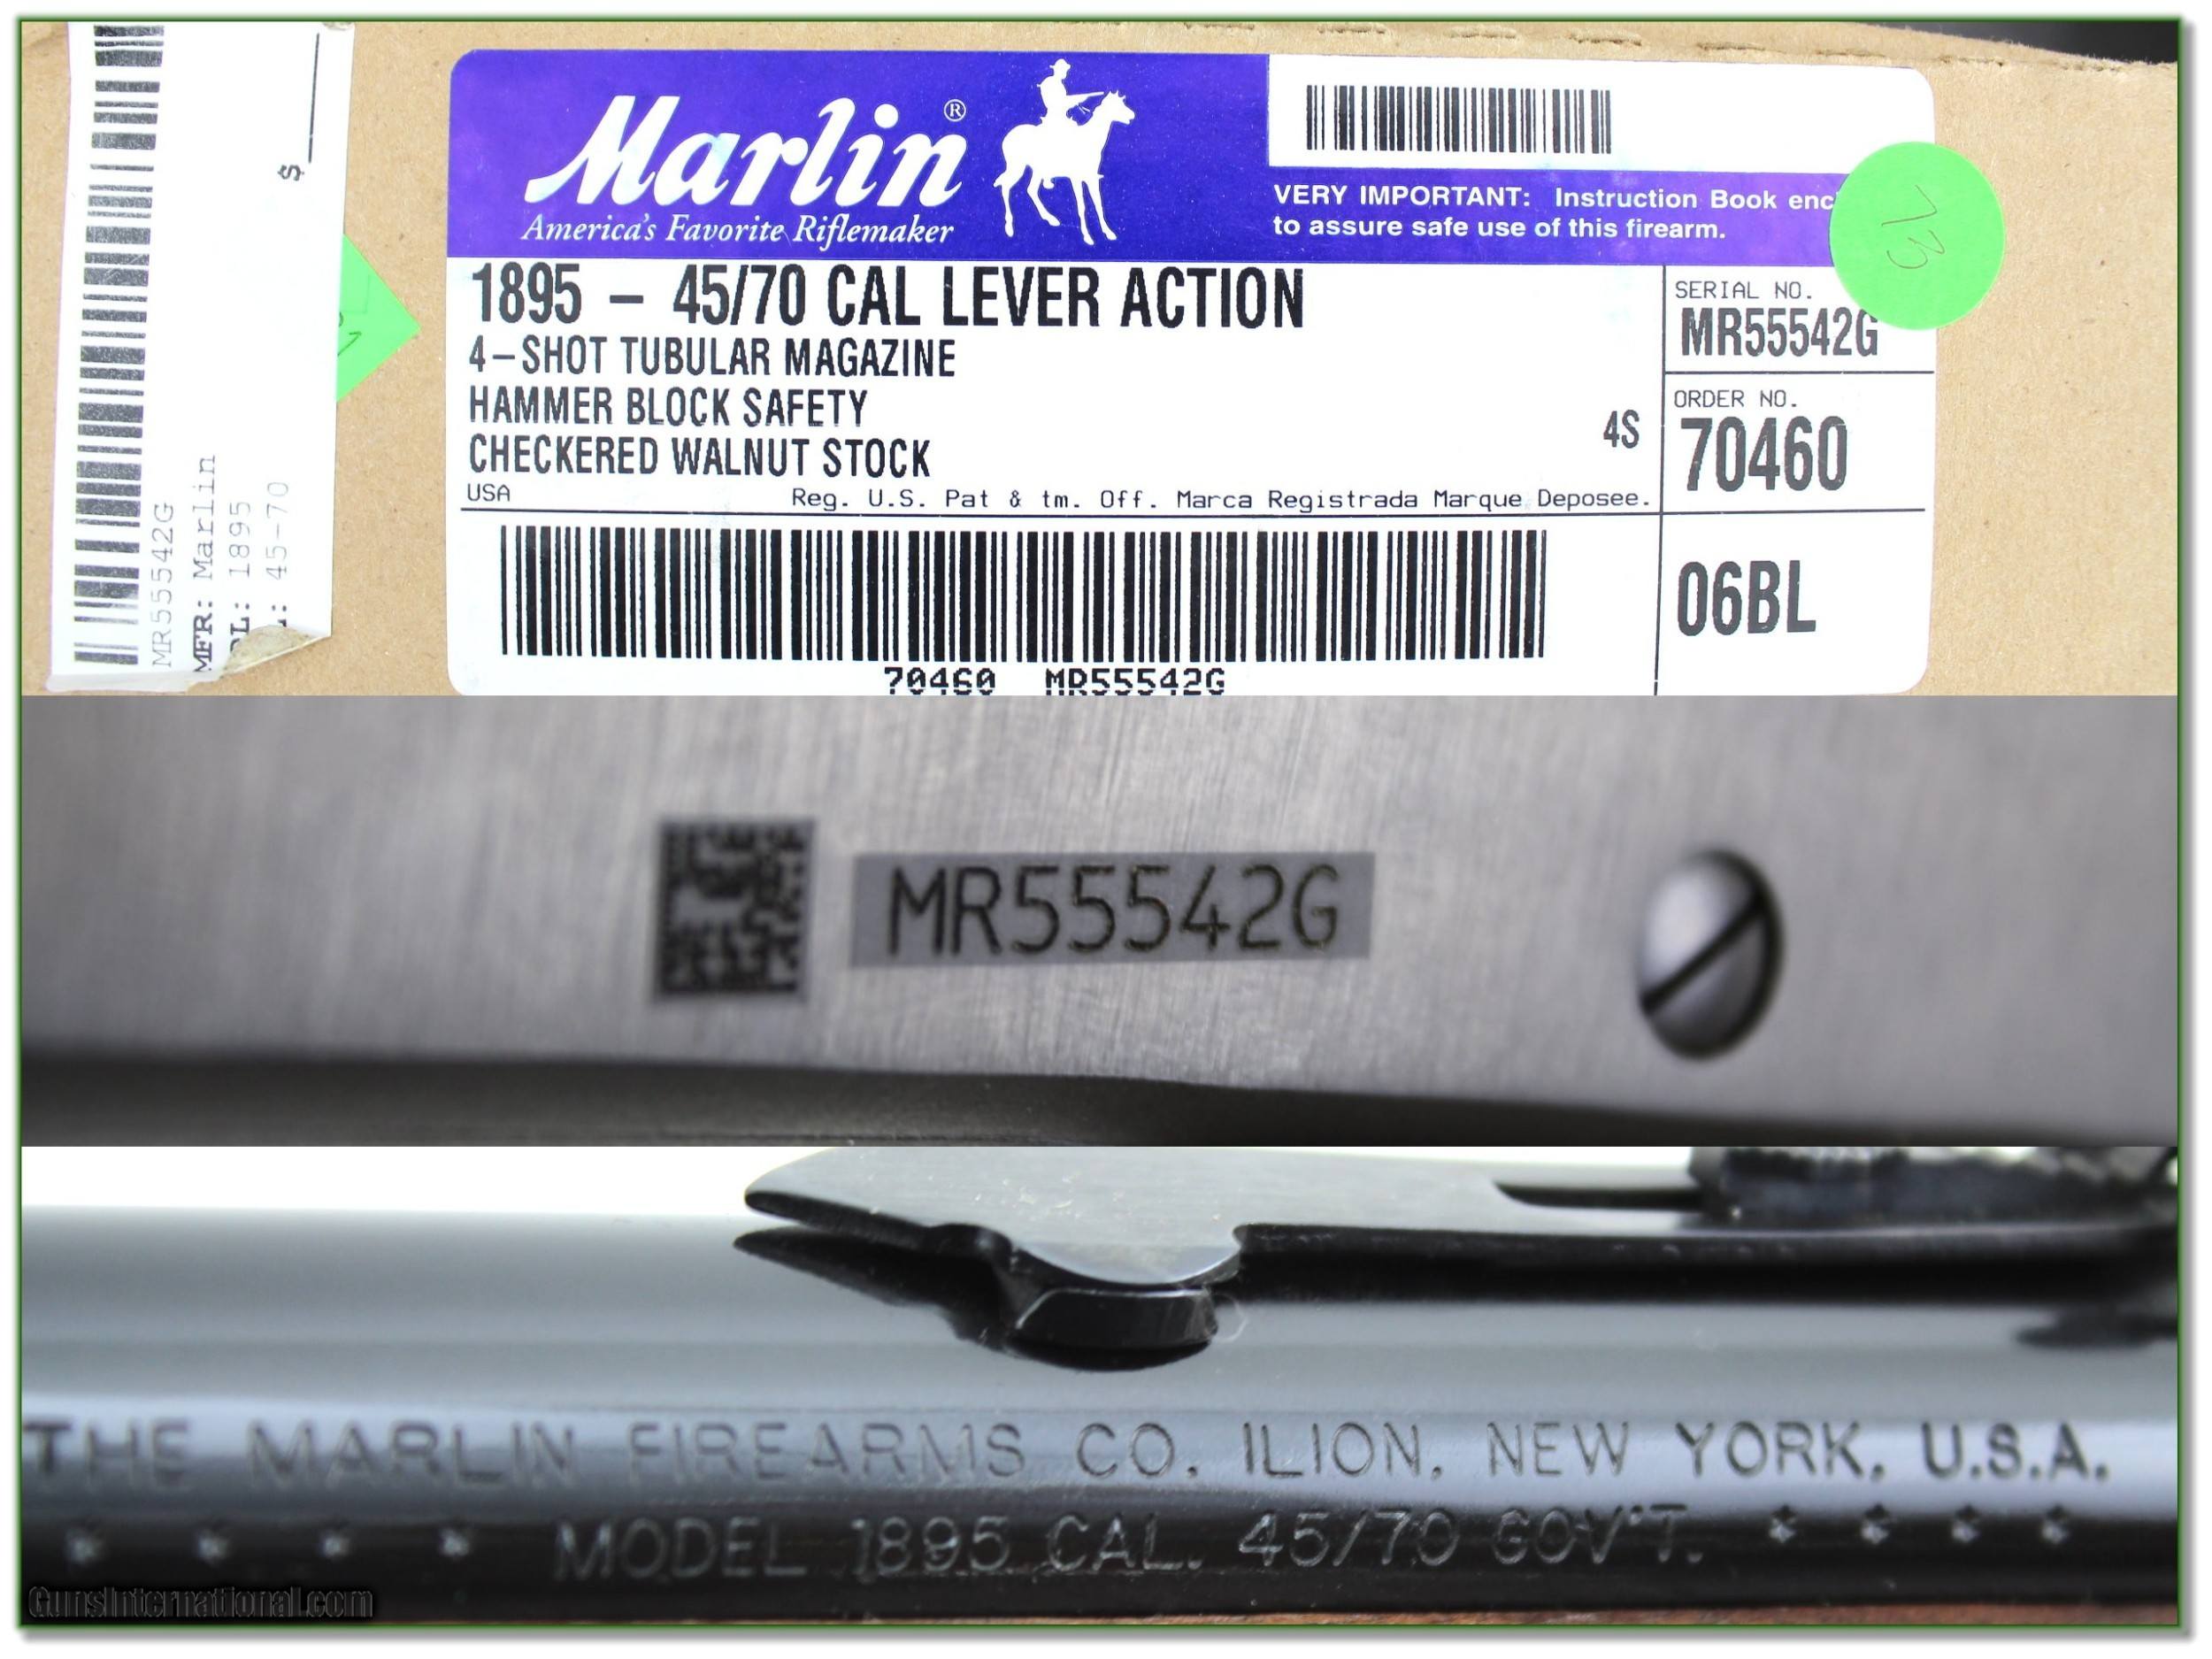 Marlin®
America's Favorite Riflemaker
VERY IMPORTANT: Instruction Book enc
to assure safe use of this firearm.
1895 – 45/70 CAL LEVER ACTION
4–SHOT TUBULAR MAGAZINE
HAMMER BLOCK SAFETY
CHECKERED WALNUT STOCK
4S
USA
Reg. U.S. Pat & tm. Off. Marca Registrada Marque Deposee.
SERIAL NO.
MR55542G
ORDER NO.
70460
06BL
70460 MR55542G
$
MR55542G
MFR: Marlin
DL: 1895
L: 45-70
73
MR55542G
THE MARLIN FIREARMS CO. ILION, NEW YORK, U.S.A.
MODEL 1895 CAL. 45/70 GOV'T.
GunsInternational.com